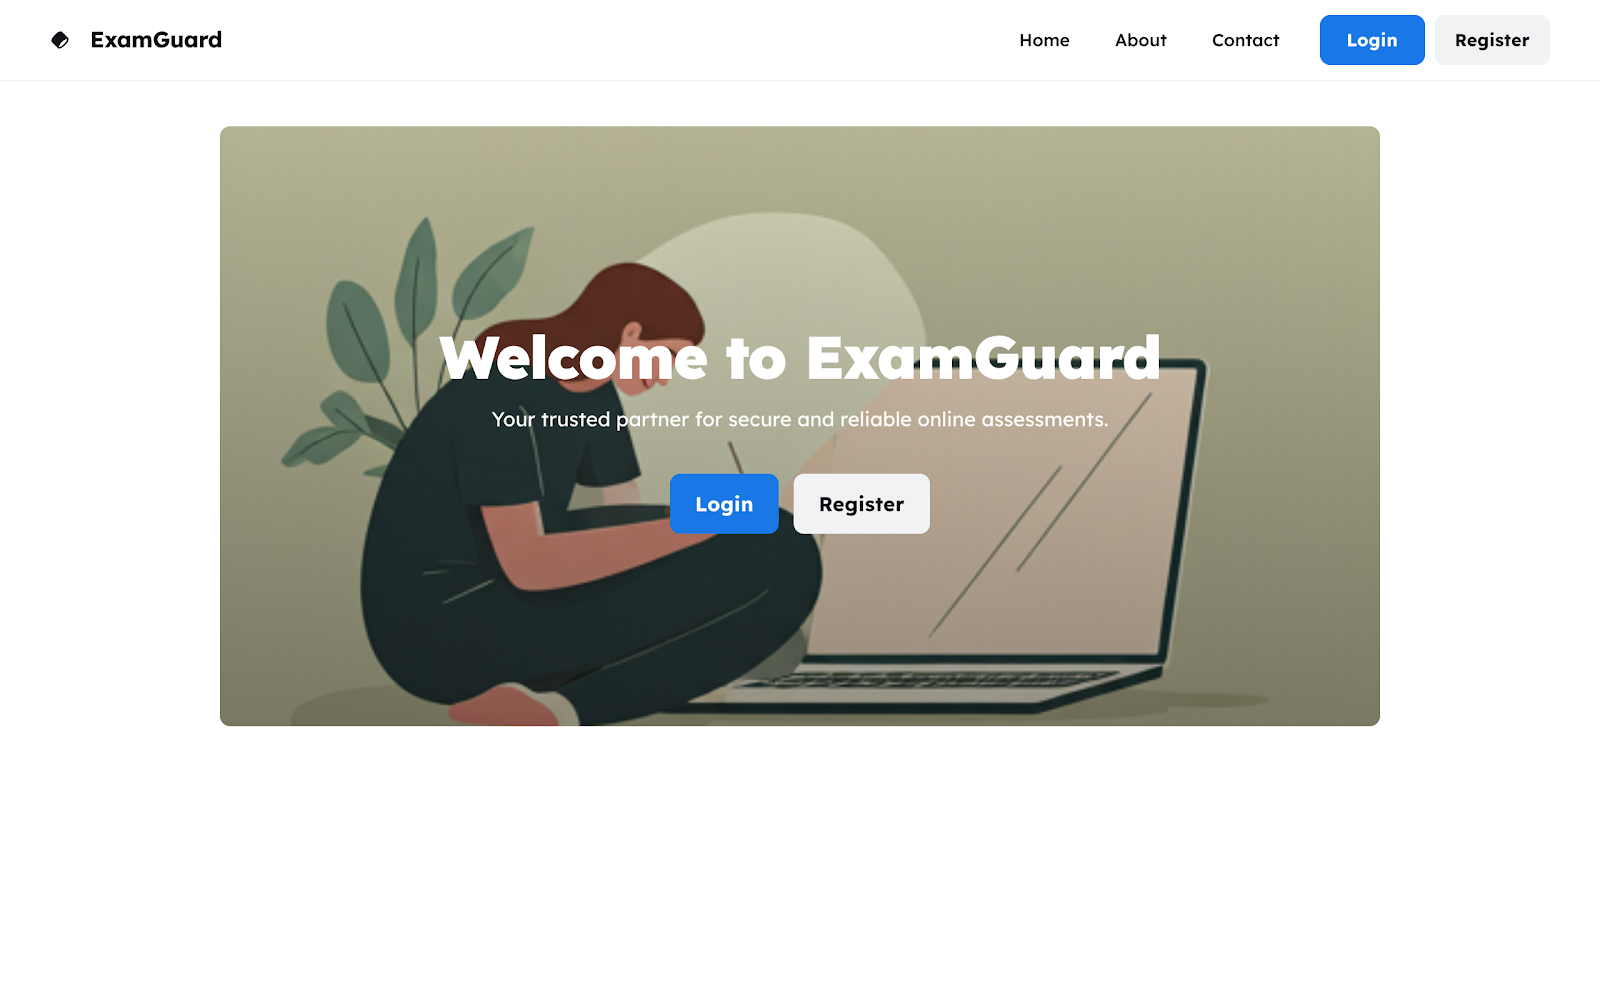 ExamGuard
Home About Contact Login Register
Welcome to ExamGuard
Your trusted partner for secure and reliable online assessments.
Login Register